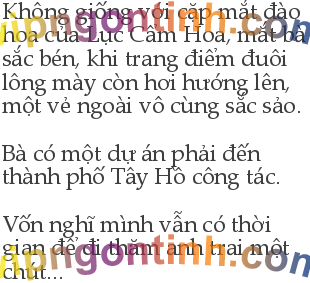 Không giống với cặp mắt đào
hoa của Lục Cẩm Hoa, mắt bà
sắc bén, khi trang điểm đuôi
lông mày còn hơi hướng lên,
một vẻ ngoài vô cùng sắc sảo.
Bà có một dự án phải đến
thành phố Tây Hồ công tác.
Vốn nghĩ mình vẫn có thời
gian để đi thăm anh trai một
chút...